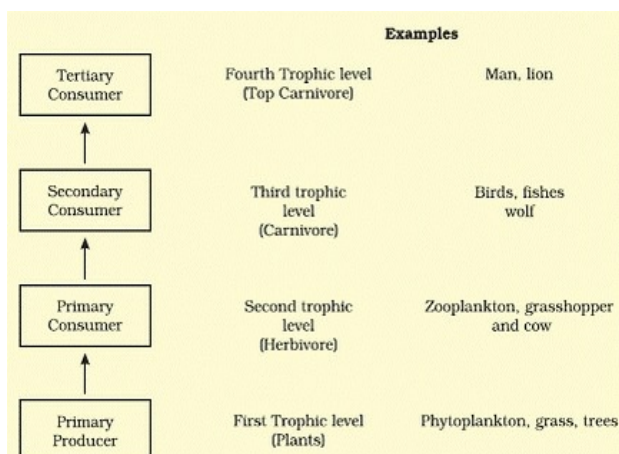 Examples
Tertiary
Consumer
Fourth Trophic level
(Top Carnivore)
Man, lion
Secondary
Consumer
Third trophic
level
(Carnivore)
Birds, fishes
wolf
Primary
Consumer
Second trophic
level
(Herbivore)
Zooplankton, grasshopper
and cow
Primary
Producer
First Trophic level
(Plants)
Phytoplankton, grass, trees